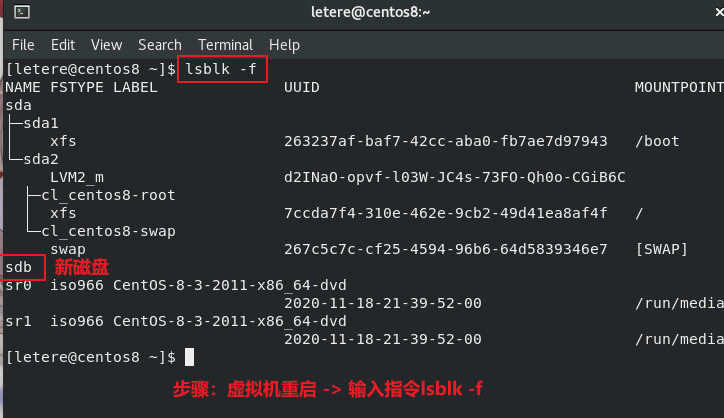 letere@centos8:~
File Edit View Search Terminal Help
[letere@centos8 ~]$ lsblk -f
NAME FSTYPE LABEL UUID MOUNTPOINT
sda
├─sda1
│ xfs 263237af-baf7-42cc-aba0-fb7ae7d97943 /boot
└─sda2
LVM2_m d2INaO-opvf-l03W-JC4s-73FO-Qh0o-CGiB6C
├─cl_centos8-root
│ xfs 7ccda7f4-310e-462e-9cb2-49d41ea8af4f /
└─cl_centos8-swap
swap 267c5c7c-cf25-4594-96b6-64d5839346e7 [SWAP]
sdb 新磁盘
sr0 iso966 CentOS-8-3-2011-x86_64-dvd
2020-11-18-21-39-52-00 /run/media
sr1 iso966 CentOS-8-3-2011-x86_64-dvd
2020-11-18-21-39-52-00 /run/media
[letere@centos8 ~]$
步骤：虚拟机重启 -> 输入指令lsblk -f